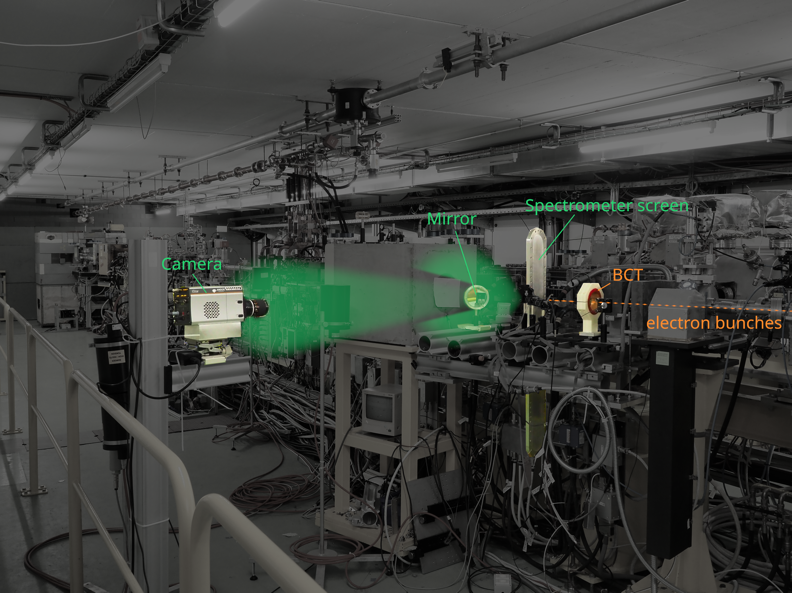 Spectrometer screen
Mirror
Camera
BCT
electron bunches